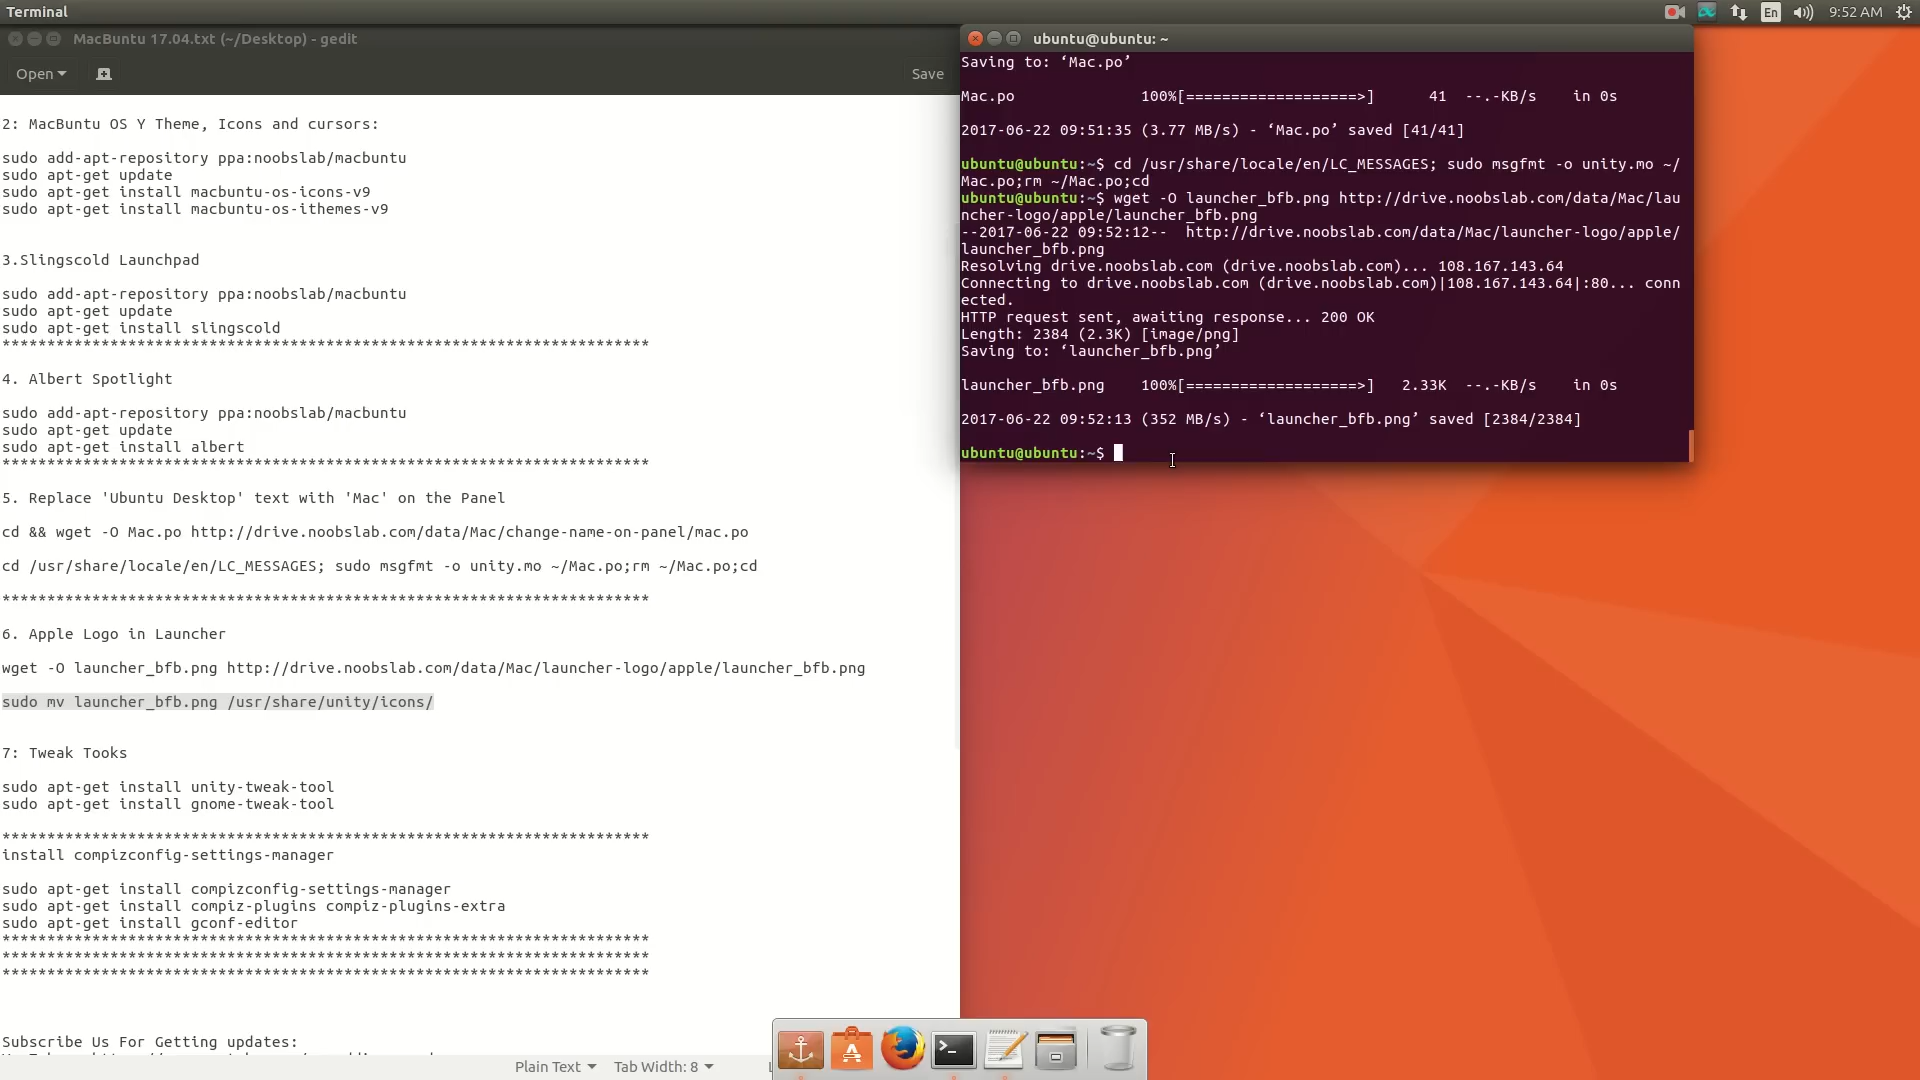 Terminal
En
9:52 AM
MacBuntu 17.04.txt (~/Desktop) - gedit
Open
Save
2: MacBuntu OS Y Theme, Icons and cursors:
sudo add-apt-repository ppa:noobslab/macbuntu
sudo apt-get update
sudo apt-get install macbuntu-os-icons-v9
sudo apt-get install macbuntu-os-ithemes-v9
3.Slingscold Launchpad
sudo add-apt-repository ppa:noobslab/macbuntu
sudo apt-get update
sudo apt-get install slingscold
************************************************************************
4. Albert Spotlight
sudo add-apt-repository ppa:noobslab/macbuntu
sudo apt-get update
sudo apt-get install albert
************************************************************************
5. Replace 'Ubuntu Desktop' text with 'Mac' on the Panel
cd && wget -O Mac.po http://drive.noobslab.com/data/Mac/change-name-on-panel/mac.po
cd /usr/share/locale/en/LC_MESSAGES; sudo msgfmt -o unity.mo ~/Mac.po;rm ~/Mac.po;cd
************************************************************************
6. Apple Logo in Launcher
wget -O launcher_bfb.png http://drive.noobslab.com/data/Mac/launcher-logo/apple/launcher_bfb.png
sudo mv launcher_bfb.png /usr/share/unity/icons/
7: Tweak Tooks
sudo apt-get install unity-tweak-tool
sudo apt-get install gnome-tweak-tool
************************************************************************
install compizconfig-settings-manager
sudo apt-get install compizconfig-settings-manager
sudo apt-get install compiz-plugins compiz-plugins-extra
sudo apt-get install gconf-editor
************************************************************************
************************************************************************
************************************************************************
Subscribe Us For Getting updates:
Plain Text
Tab Width: 8
ubuntu@ubuntu: ~
Saving to: ‘Mac.po’
Mac.po 100%[===================>] 41 --.-KB/s in 0s
2017-06-22 09:51:35 (3.77 MB/s) - ‘Mac.po’ saved [41/41]
ubuntu@ubuntu:~$ cd /usr/share/locale/en/LC_MESSAGES; sudo msgfmt -o unity.mo ~/
Mac.po;rm ~/Mac.po;cd
ubuntu@ubuntu:~$ wget -O launcher_bfb.png http://drive.noobslab.com/data/Mac/lau
ncher-logo/apple/launcher_bfb.png
--2017-06-22 09:52:12-- http://drive.noobslab.com/data/Mac/launcher-logo/apple/
launcher_bfb.png
Resolving drive.noobslab.com (drive.noobslab.com)... 108.167.143.64
Connecting to drive.noobslab.com (drive.noobslab.com)|108.167.143.64|:80... conn
ected.
HTTP request sent, awaiting response... 200 OK
Length: 2384 (2.3K) [image/png]
Saving to: ‘launcher_bfb.png’
launcher_bfb.png 100%[===================>] 2.33K --.-KB/s in 0s
2017-06-22 09:52:13 (352 MB/s) - ‘launcher_bfb.png’ saved [2384/2384]
ubuntu@ubuntu:~$